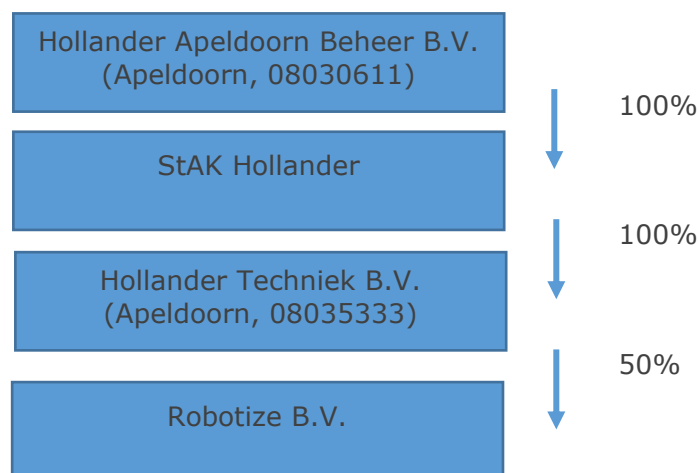 Hollander Apeldoorn Beheer B.V.
(Apeldoorn, 08030611)
100%
StAK Hollander
100%
Hollander Techniek B.V.
(Apeldoorn, 08035333)
50%
Robotize B.V.